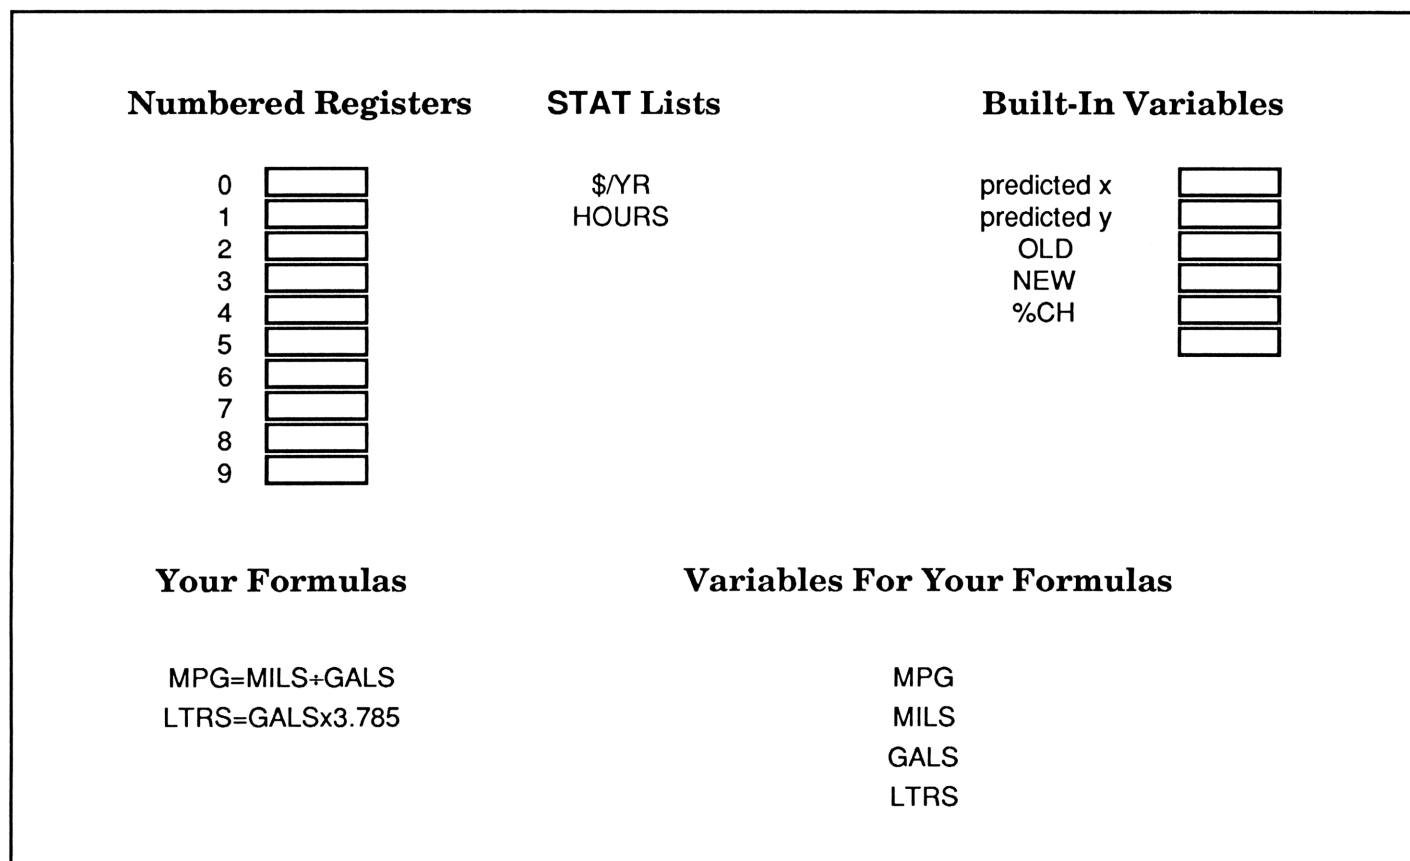 Numbered Registers
STAT Lists
Built-In Variables
0
1
2
3
4
5
6
7
8
9
$/YR
HOURS
predicted x
predicted y
OLD
NEW
%CH
Your Formulas
Variables For Your Formulas
MPG=MILS÷GALS
LTRS=GALSx3.785
MPG
MILS
GALS
LTRS